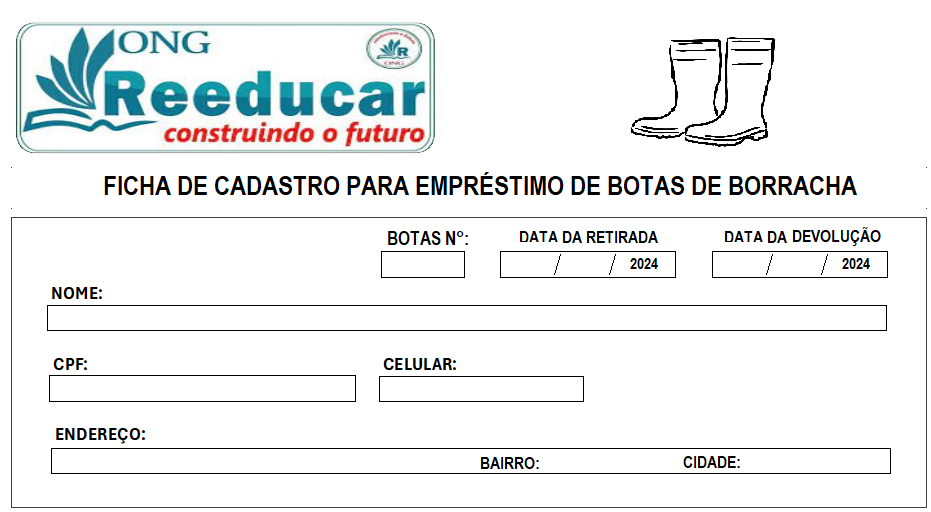 ONG
Reeducar
construindo o futuro
R
ONG
FICHA DE CADASTRO PARA EMPRÉSTIMO DE BOTAS DE BORRACHA
BOTAS N°: DATA DA RETIRADA DATA DA DEVOLUÇÃO
/ / 2024 / / 2024
NOME:
CPF: CELULAR:
ENDEREÇO:
BAIRRO: CIDADE: